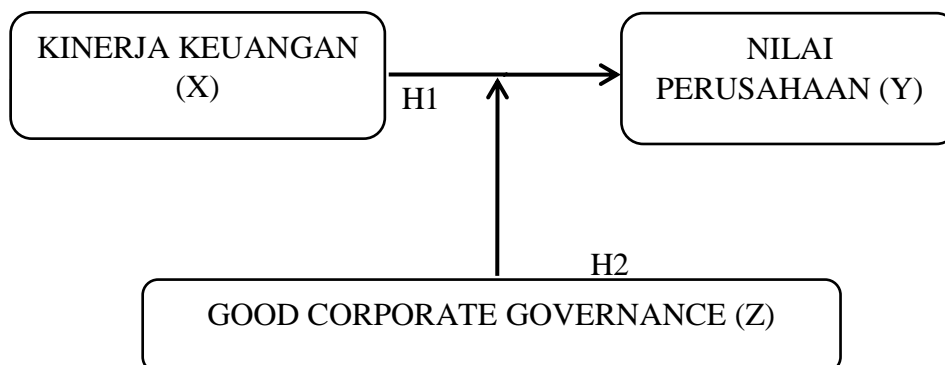 KINERJA KEUANGAN
(X)
NILAI
PERUSAHAAN (Y)
H1
H2
GOOD CORPORATE GOVERNANCE (Z)